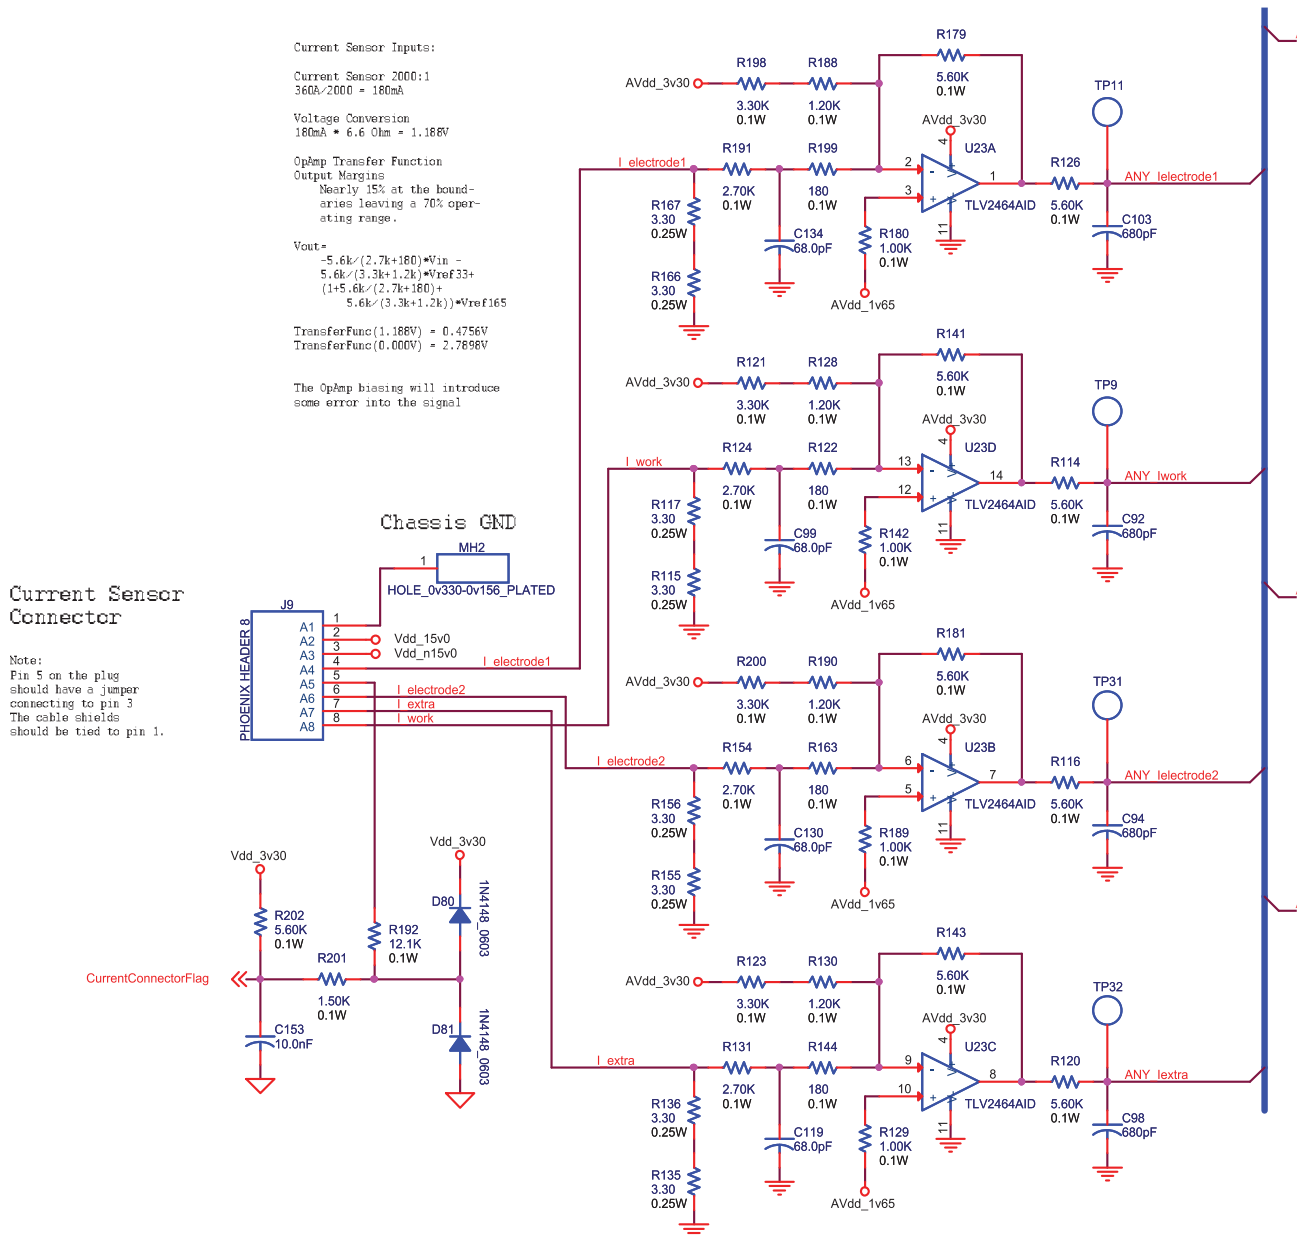 Current Sensor Inputs:
Current Sensor 2000:1
360A/2000 = 180mA
Voltage Conversion
180mA * 6.6 Ohm = 1.188V
OpAmp Transfer Function
Output Margins
Nearly 15% at the bound-
aries leaving a 70% oper-
ating range.
Vout=
-5.6k/(2.7k+180)*Vin -
5.6k/(3.3k+1.2k)*Vref33+
(1+5.6k/(2.7k+180)+
5.6k/(3.3k+1.2k))*Vref165
TransferFunc(1.188V) = 0.4756V
TransferFunc(0.000V) = 2.7898V
The OpAmp biasing will introduce
some error into the signal
Chassis GND
MH2
1
HOLE_0v330-0v156_PLATED
Current Sensor
Connector
Note:
Pin 5 on the plug
should have a jumper
connecting to pin 3
The cable shields
should be tied to pin 1.
J9
PHOENIX HEADER 8
A1 1
A2 2
A3 3
A4 4
A5 5
A6 6
A7 7
A8 8
Vdd_15v0
Vdd_n15v0
I_electrode1
I_electrode2
I_extra
I_work
Vdd_3v30
R202
5.60K
0.1W
CurrentConnectorFlag
R201
1.50K
0.1W
C153
10.0nF
R192
12.1K
0.1W
Vdd_3v30
D80
1N4148_0603
D81
1N4148_0603
R179
5.60K
0.1W
AVdd_3v30
R198
3.30K
0.1W
R188
1.20K
0.1W
I_electrode1
R191
2.70K
0.1W
R199
180
0.1W
R167
3.30
0.25W
R166
3.30
0.25W
C134
68.0pF
R180
1.00K
0.1W
AVdd_1v65
AVdd_3v30
U23A
TLV2464AID
2
-
3
+
4
V+
V-
11
1
R126
5.60K
0.1W
TP11
ANY_Ielectrode1
C103
680pF
R141
5.60K
0.1W
AVdd_3v30
R121
3.30K
0.1W
R128
1.20K
0.1W
I_work
R124
2.70K
0.1W
R122
180
0.1W
R117
3.30
0.25W
R115
3.30
0.25W
C99
68.0pF
R142
1.00K
0.1W
AVdd_1v65
AVdd_3v30
U23D
TLV2464AID
13
-
12
+
4
V+
V-
11
14
R114
5.60K
0.1W
TP9
ANY_Iwork
C92
680pF
R181
5.60K
0.1W
AVdd_3v30
R200
3.30K
0.1W
R190
1.20K
0.1W
I_electrode2
R154
2.70K
0.1W
R163
180
0.1W
R156
3.30
0.25W
R155
3.30
0.25W
C130
68.0pF
R189
1.00K
0.1W
AVdd_1v65
AVdd_3v30
U23B
TLV2464AID
6
-
5
+
4
V+
V-
11
7
R116
5.60K
0.1W
TP31
ANY_Ielectrode2
C94
680pF
R143
5.60K
0.1W
AVdd_3v30
R123
3.30K
0.1W
R130
1.20K
0.1W
I_extra
R131
2.70K
0.1W
R144
180
0.1W
R136
3.30
0.25W
R135
3.30
0.25W
C119
68.0pF
R129
1.00K
0.1W
AVdd_1v65
AVdd_3v30
U23C
TLV2464AID
9
-
10
+
4
V+
V-
11
8
R120
5.60K
0.1W
TP32
ANY_Iextra
C98
680pF